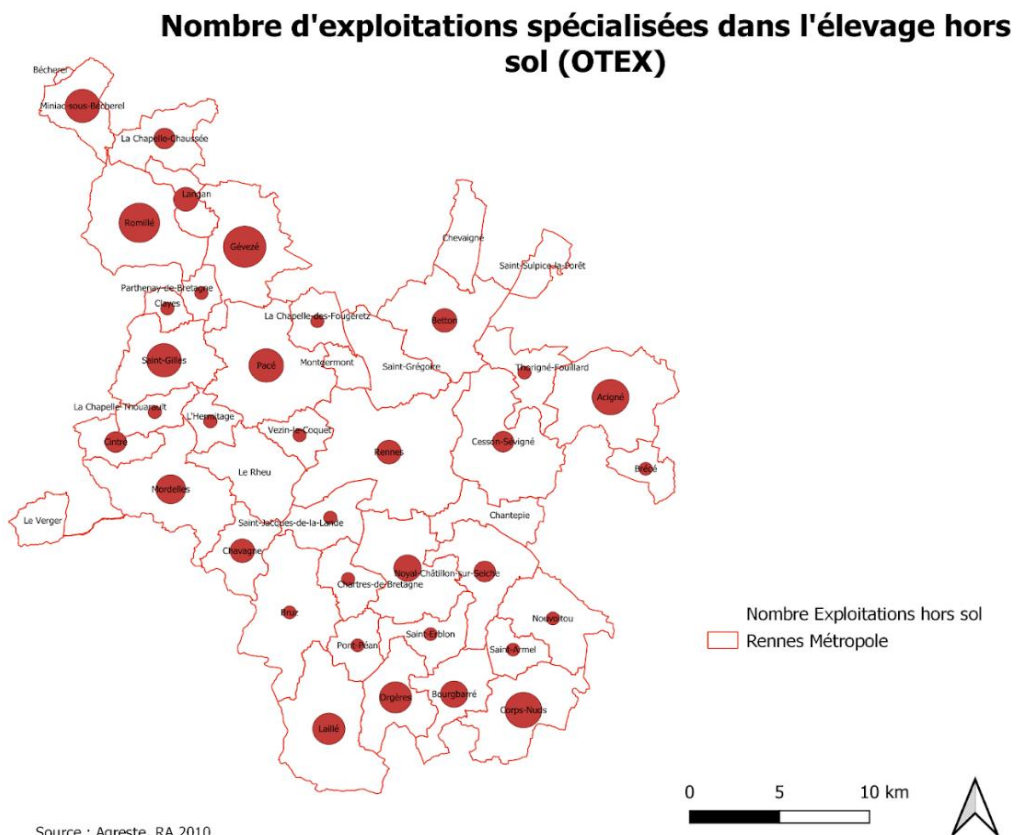 Nombre d'exploitations spécialisées dans l'élevage hors
sol (OTEX)
Bécherel
Miniac-sous-Bécherel
La Chapelle-Chaussée
Langan
Romillé
Gévezé
Chevaigné
Saint-Sulpice-la-Forêt
Parthenay-de-Bretagne
Clayes
La Chapelle-des-Fougeretz
Betton
Saint-Gilles
Pacé
Montgermont
Saint-Grégoire
Thorigné-Fouillard
Acigné
La Chapelle-Thouarault
L'Hermitage
Vezin-le-Coquet
Cintré
Rennes
Cesson-Sévigné
Le Rheu
Brécé
Mordelles
Le Verger
Saint-Jacques-de-la-Lande
Chantepie
Chavagne
Noyal-Châtillon-sur-Seiche
Chartres-de-Bretagne
Bruz
Nouvoitou
Saint-Erblon
Pont-Péan
Saint-Armel
Orgères
Bourgbarré
Corps-Nuds
Laillé
Nombre Exploitations hors sol
Rennes Métropole
0 5 10 km
Source : Agreste, RA 2010